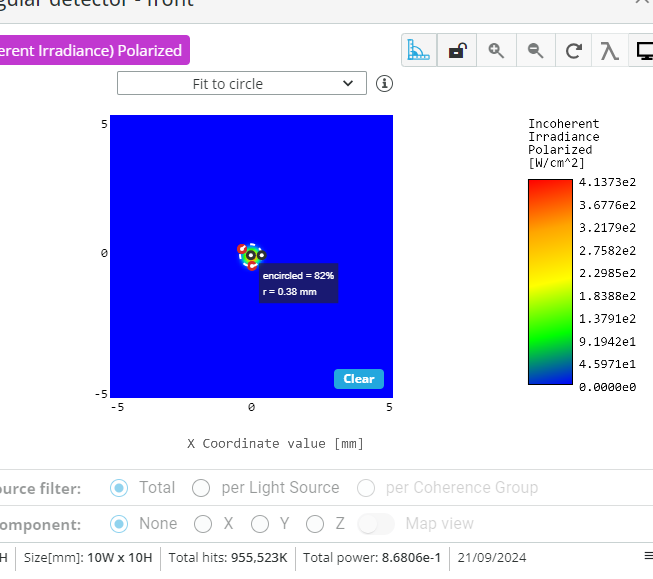 gular detector - front
erent Irradiance) Polarized
Fit to circle
5
0
-5
-5 0 5
encircled = 82%
r = 0.38 mm
Clear
X Coordinate value [mm]
Incoherent
Irradiance
Polarized
[W/cm^2]
4.1373e2
3.6776e2
3.2179e2
2.7582e2
2.2985e2
1.8388e2
1.3791e2
9.1942e1
4.5971e1
0.0000e0
ource filter: Total per Light Source per Coherence Group
omponent: None X Y Z Map view
H Size[mm]: 10W x 10H Total hits: 955,523K Total power: 8.6806e-1 21/09/2024